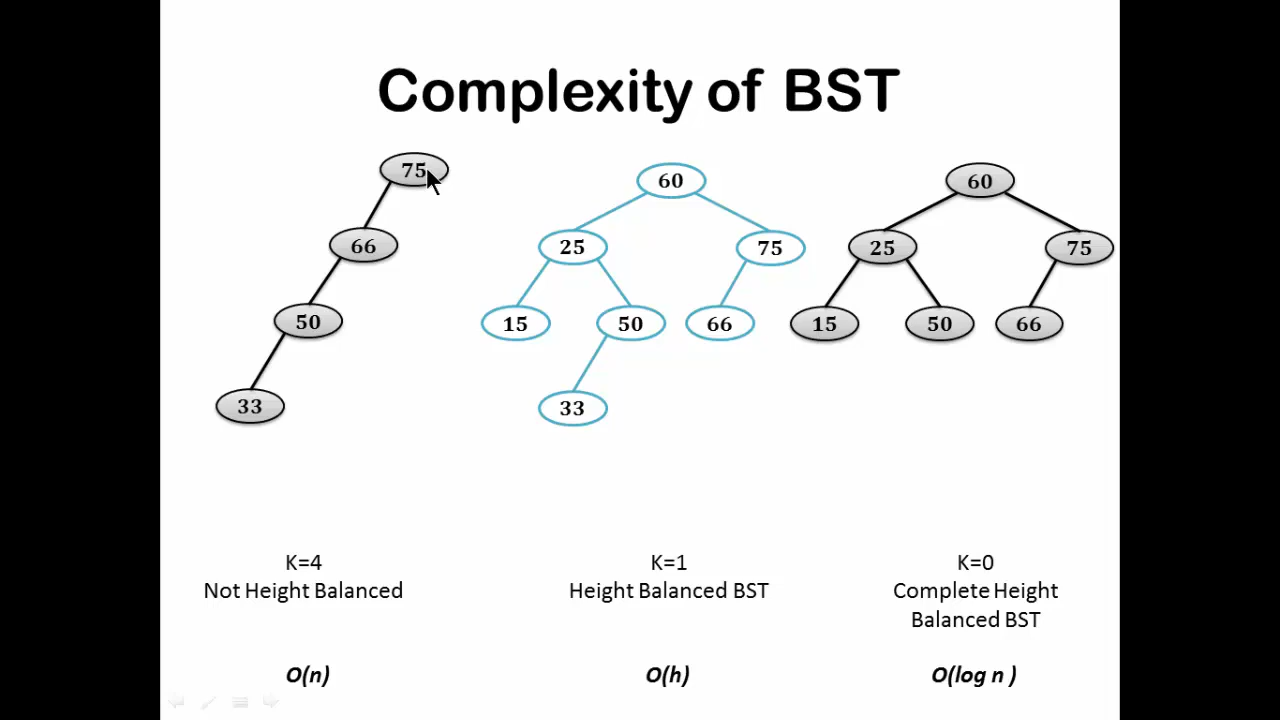 Complexity of BST
75
66
50
33
60
25 75
15 50 66
33
60
25 75
15 50 66
K=4
Not Height Balanced
O(n)
K=1
Height Balanced BST
O(h)
K=0
Complete Height
Balanced BST
O(log n )